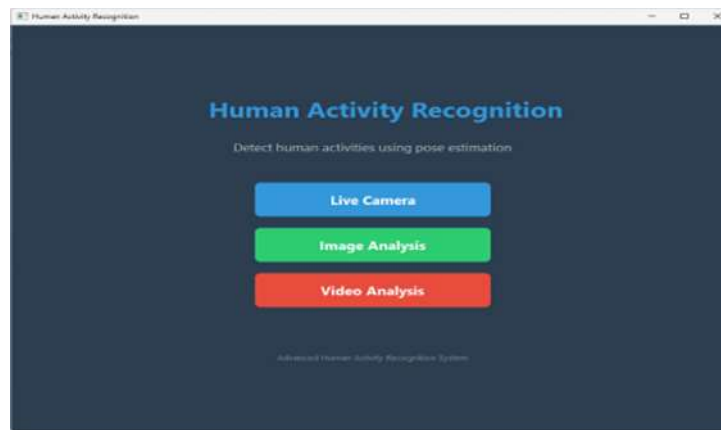 Human Activity Recognition
Human Activity Recognition
Detect human activities using pose estimation
Live Camera
Image Analysis
Video Analysis
Advanced Human Activity Recognition System